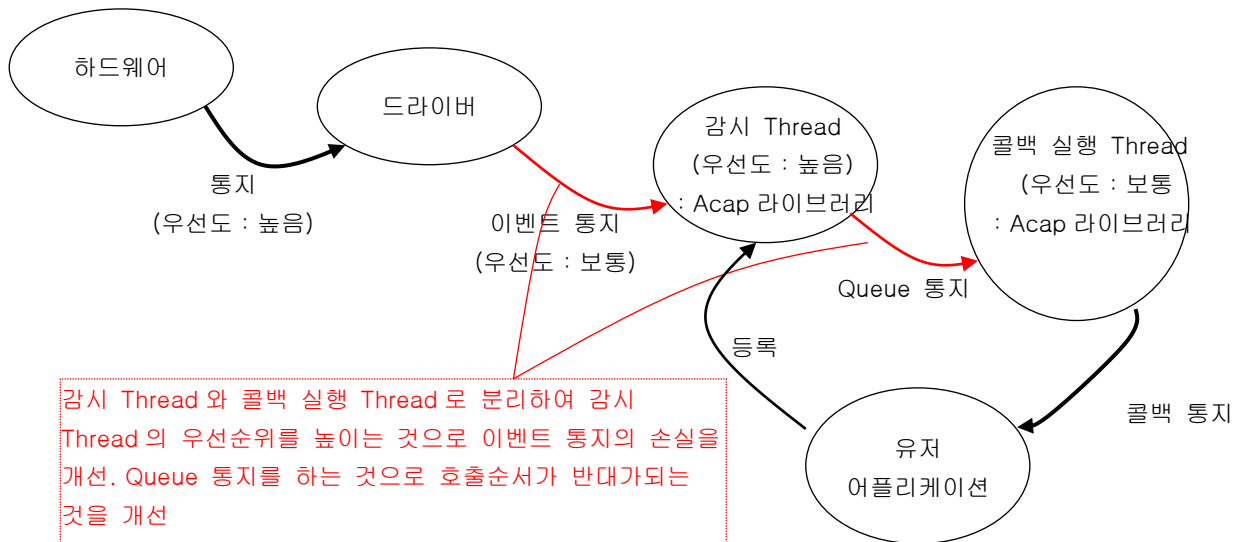 하드웨어
드라이버
감시 Thread
(우선도 : 높음)
: Acap 라이브러리
콜백 실행 Thread
(우선도 : 보통
: Acap 라이브러리
통지
(우선도 : 높음)
이벤트 통지
(우선도 : 보통)
Queue 통지
등록
콜백 통지
유저
어플리케이션
감시 Thread 와 콜백 실행 Thread 로 분리하여 감시
Thread 의 우선순위를 높이는 것으로 이벤트 통지의 손실을
개선. Queue 통지를 하는 것으로 호출순서가 반대가되는
것을 개선